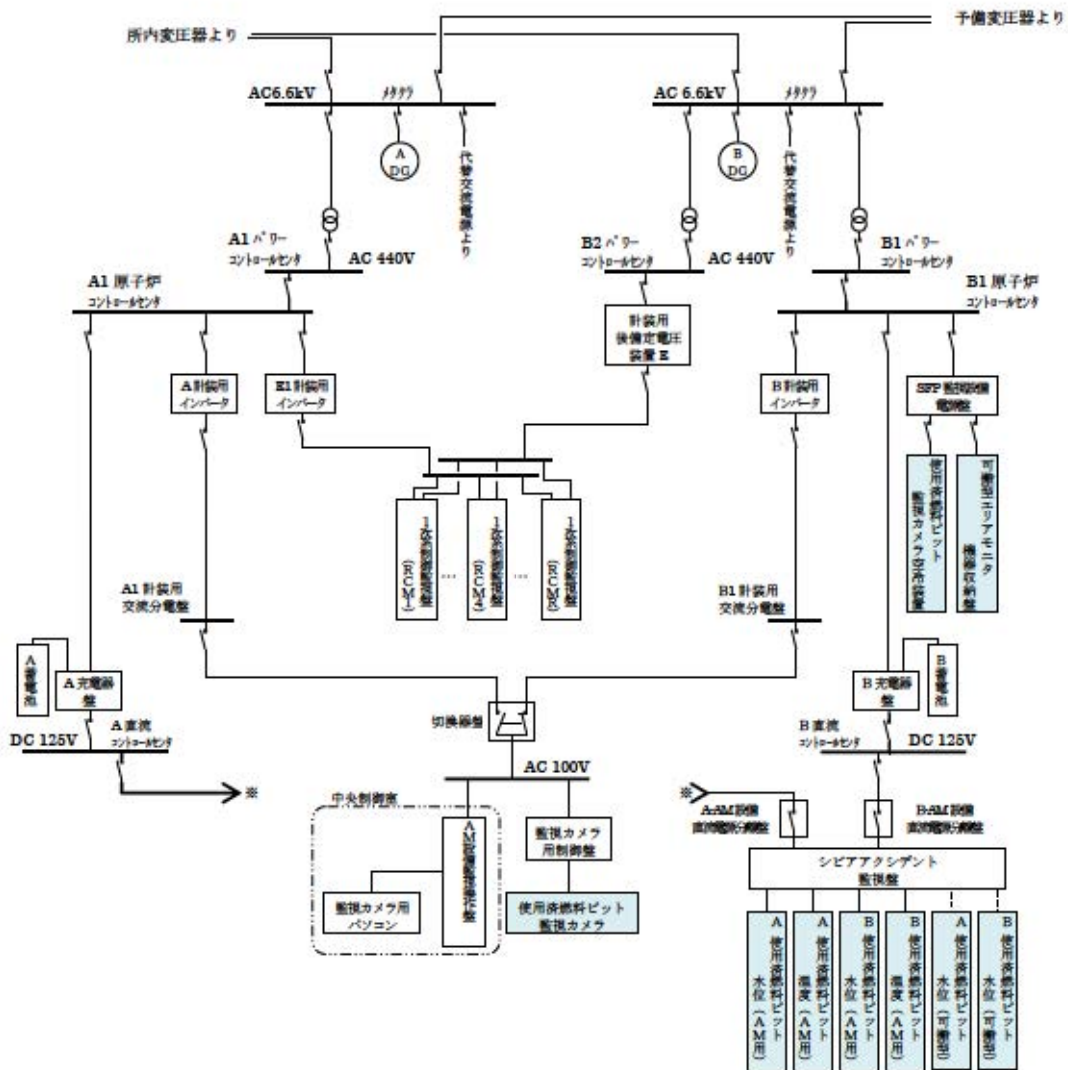 所内変圧器より
予備変圧器より
AC6.6kV
メタクラ
AC 6.6kV
メタクラ
A
DG
代替交流電源より
B
DG
代替交流電源より
A1 パワー
コントロールセンタ
AC 440V
B2 パワー
コントロールセンタ
AC 440V
B1 パワー
コントロールセンタ
A1 原子炉
コントロールセンタ
B1 原子炉
コントロールセンタ
計装用
後備定電圧
装置 E
A 計装用
インバータ
E1 計装用
インバータ
B 計装用
インバータ
SFP 監視設備
電源盤
使用済燃料ピット
監視カメラ空冷装置
可搬型エリアモニタ
機器収納盤
(RCM1)
…
(RCM4)
…
A1 計装用
交流分電盤
B1 計装用
交流分電盤
A 蓄電池
A 充電器
盤
B 充電器
盤
B 蓄電池
DC 125V
A 直流
コントロールセンタ
切換器盤
B 直流
コントロールセンタ
DC 125V
※
AC 100V
※
A-AM 設備
直流電源分離盤
B-AM 設備
直流電源分離盤
中央制御室
AM設備監視操作盤
監視カメラ用
パソコン
監視カメラ
用制御盤
使用済燃料ピット
監視カメラ
シビアアクシデント
監視盤
A 使用済燃料ピット
水位（AM用）
A 使用済燃料ピット
温度（AM用）
B 使用済燃料ピット
水位（AM用）
B 使用済燃料ピット
温度（AM用）
A 使用済燃料ピット
水位（可搬型）
B 使用済燃料ピット
水位（可搬型）